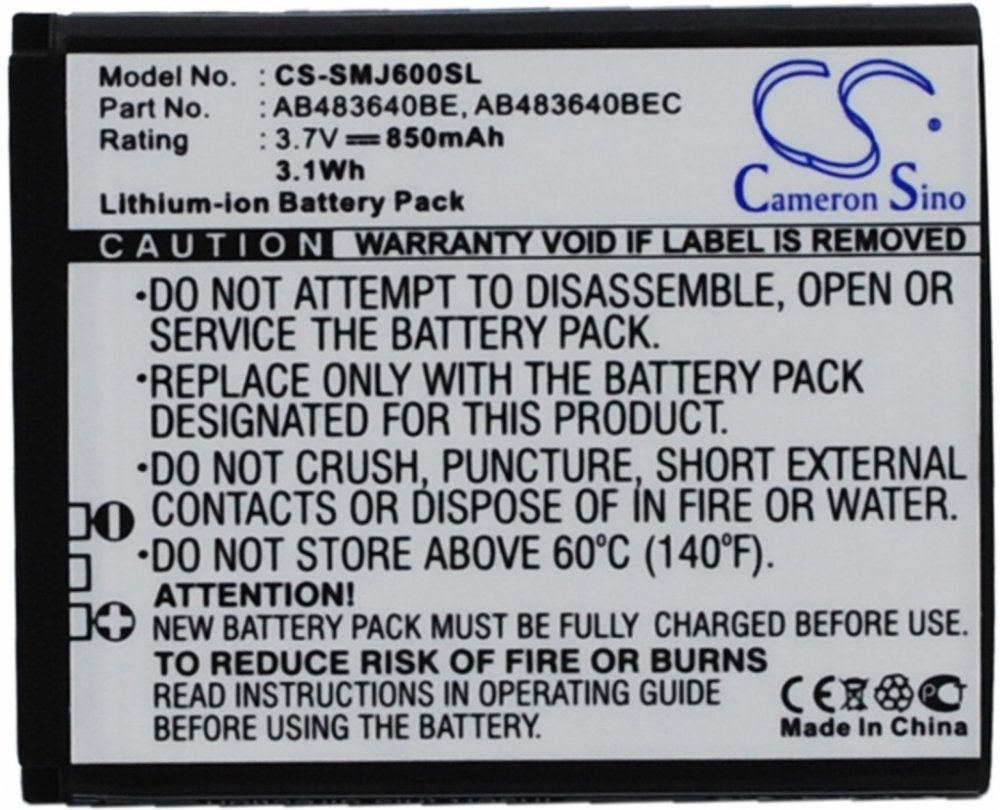 Model No. : CS-SMJ600SL
Part No. : AB483640BE, AB483640BEC
Rating : 3.7V 850mAh
3.1Wh
Lithium-ion Battery Pack
CS
Cameron Sino
CAUTION WARRANTY VOID IF LABEL IS REMOVED
•DO NOT ATTEMPT TO DISASSEMBLE, OPEN OR
SERVICE THE BATTERY PACK.
•REPLACE ONLY WITH THE BATTERY PACK
DESIGNATED FOR THIS PRODUCT.
•DO NOT CRUSH, PUNCTURE, SHORT EXTERNAL
CONTACTS OR DISPOSE OF IN FIRE OR WATER.
•DO NOT STORE ABOVE 60°C (140°F).
ATTENTION!
NEW BATTERY PACK MUST BE FULLY CHARGED BEFORE USE.
TO REDUCE RISK OF FIRE OR BURNS
READ INSTRUCTIONS IN OPERATING GUIDE
BEFORE USING THE BATTERY.
CE
Made in China